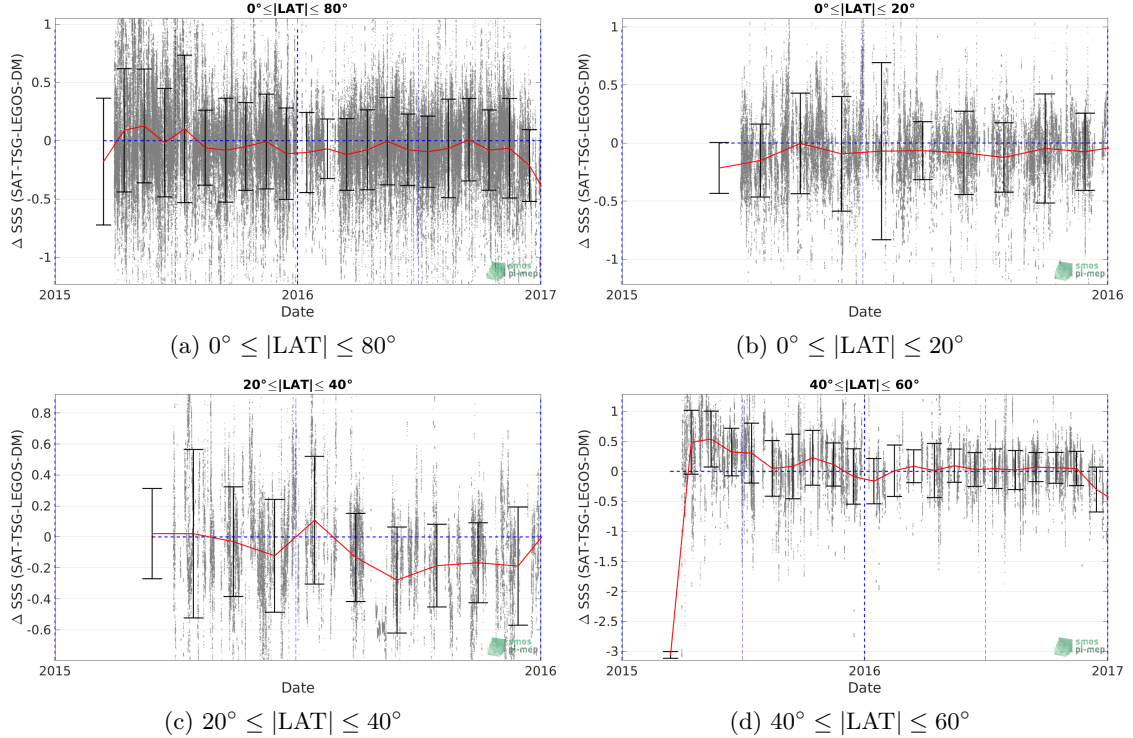 0°≤|LAT|≤ 80°
Δ SSS (SAT-TSG-LEGOS-DM)
1
0.5
0
-0.5
-1
2015
2016
2017
Date
smos
pi-mep
(a) 0° ≤ |LAT| ≤ 80°
0°≤|LAT|≤ 20°
Δ SSS (SAT-TSG-LEGOS-DM)
1
0.5
0
-0.5
-1
2015
2016
Date
smos
pi-mep
(b) 0° ≤ |LAT| ≤ 20°
20°≤|LAT|≤ 40°
Δ SSS (SAT-TSG-LEGOS-DM)
0.8
0.6
0.4
0.2
0
-0.2
-0.4
-0.6
2015
2016
Date
smos
pi-mep
(c) 20° ≤ |LAT| ≤ 40°
40°≤|LAT|≤ 60°
Δ SSS (SAT-TSG-LEGOS-DM)
1
0.5
0
-0.5
-1
-1.5
-2
-2.5
-3
2015
2016
2017
Date
smos
pi-mep
(d) 40° ≤ |LAT| ≤ 60°